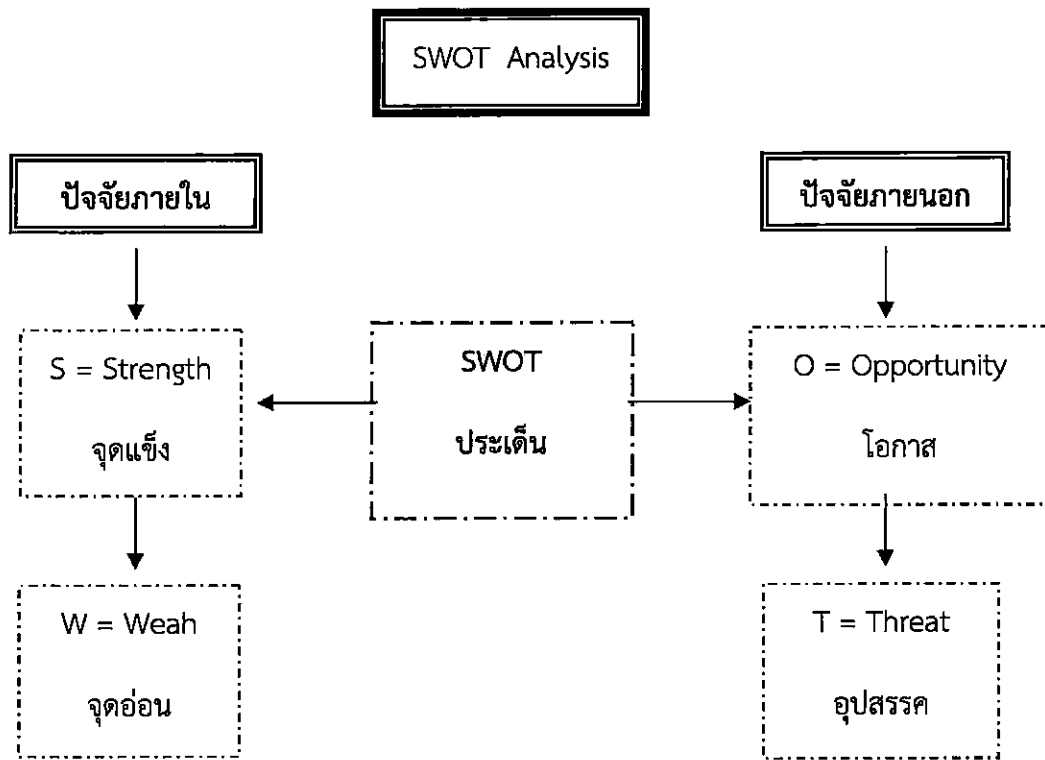 SWOT Analysis
ปัจจัยภายใน
ปัจจัยภายนอก
S = Strength
จุดแข็ง
SWOT
ประเด็น
O = Opportunity
โอกาส
W = Weah
จุดอ่อน
T = Threat
อุปสรรค